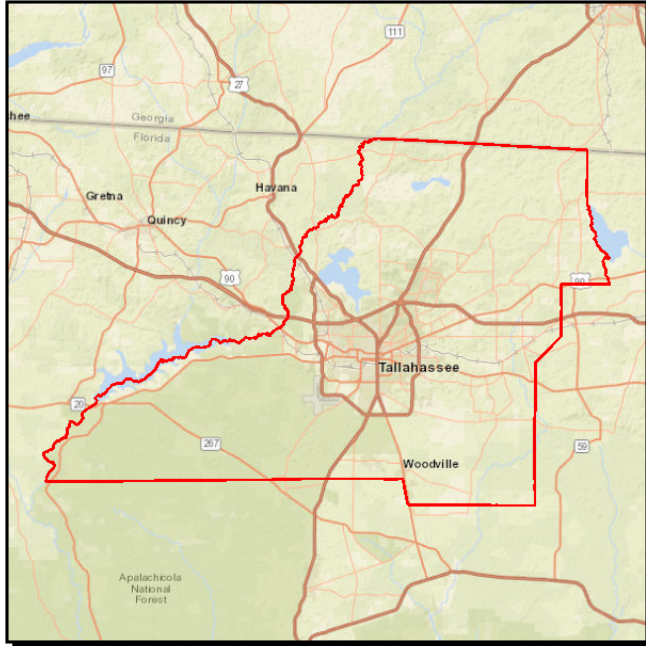 111
97
27
hee
Georgia
Florida
Havana
Gretna
Quincy
90
90
Tallahassee
20
267
59
Woodville
Apalachicola
National
Forest